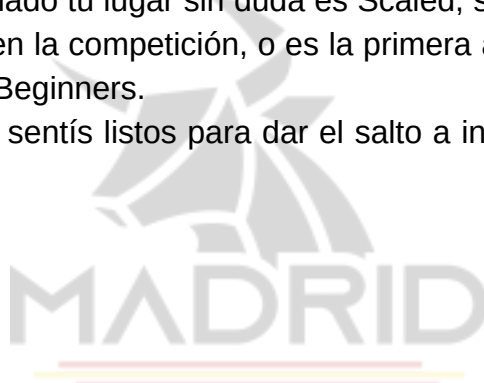 ado tu lugar sin duda es Scaled, s
en la competición, o es la primera a
Beginners.
sentís listos para dar el salto a in
MADRID